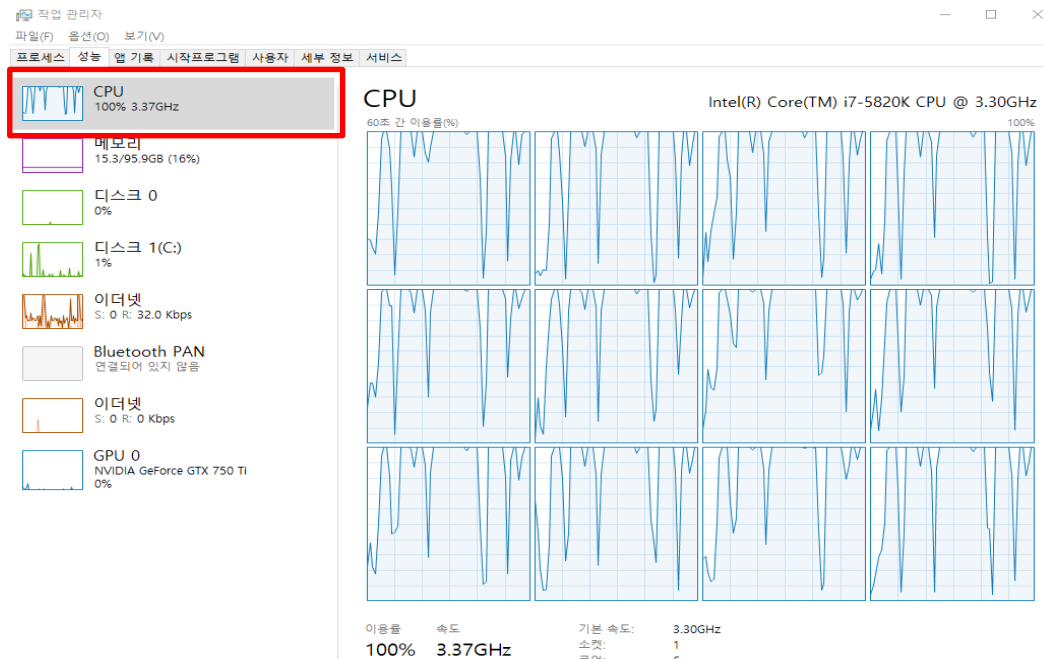 작업 관리자
파일(F) 옵션(O) 보기(V)
프로세스 성능 앱 기록 시작프로그램 사용자 세부 정보 서비스
CPU
100% 3.37GHz
메모리
15.3/95.9GB (16%)
디스크 0
0%
디스크 1(C:)
1%
이더넷
S: 0 R: 32.0 Kbps
Bluetooth PAN
연결되어 있지 않음
이더넷
S: 0 R: 0 Kbps
GPU 0
NVIDIA GeForce GTX 750 Ti
0%
CPU Intel(R) Core(TM) i7-5820K CPU @ 3.30GHz
60초 간 이용률(%) 100%
이용률 속도 기본 속도: 3.30GHz
100% 3.37GHz 소켓: 1